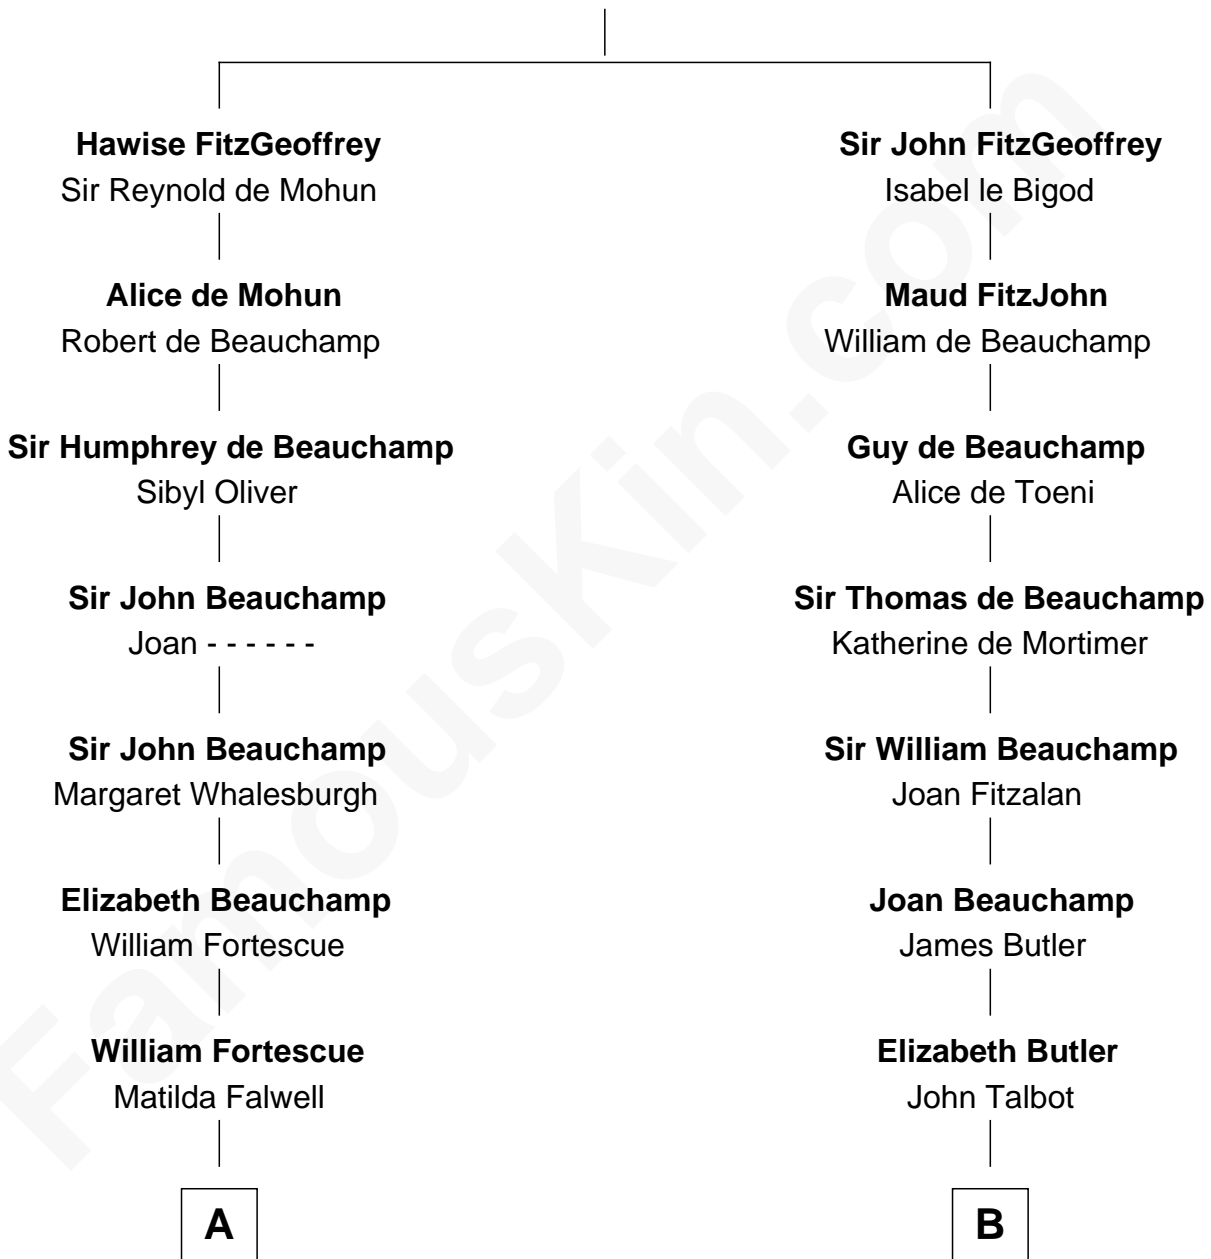 Hawise FitzGeoffrey
Sir Reynold de Mohun
Alice de Mohun
Robert de Beauchamp
Sir Humphrey de Beauchamp
Sibyl Oliver
Sir John Beauchamp
Joan - - - - - -
Sir John Beauchamp
Margaret Whalesburgh
Elizabeth Beauchamp
William Fortescue
William Fortescue
Matilda Falwell
A
Sir John FitzGeoffrey
Isabel le Bigod
Maud FitzJohn
William de Beauchamp
Guy de Beauchamp
Alice de Toeni
Sir Thomas de Beauchamp
Katherine de Mortimer
Sir William Beauchamp
Joan Fitzalan
Joan Beauchamp
James Butler
Elizabeth Butler
John Talbot
B
FamousKin.com